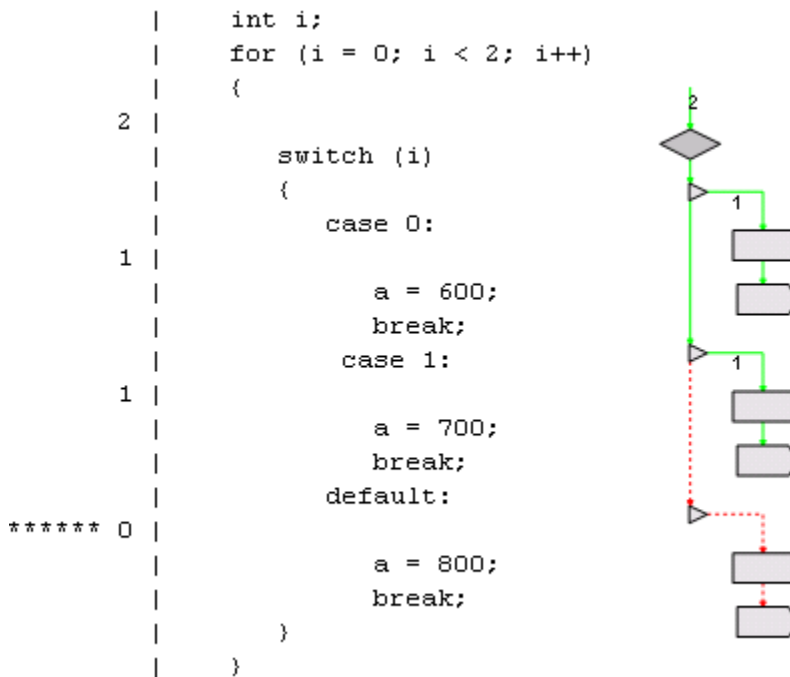 | int i;
| for (i = 0; i < 2; i++)
| {
2 |
| switch (i)
| {
| case 0:
1 |
| a = 600;
| break;
| case 1:
1 |
| a = 700;
| break;
| default:
****** 0 |
| a = 800;
| break;
| }
| }
2
1
1